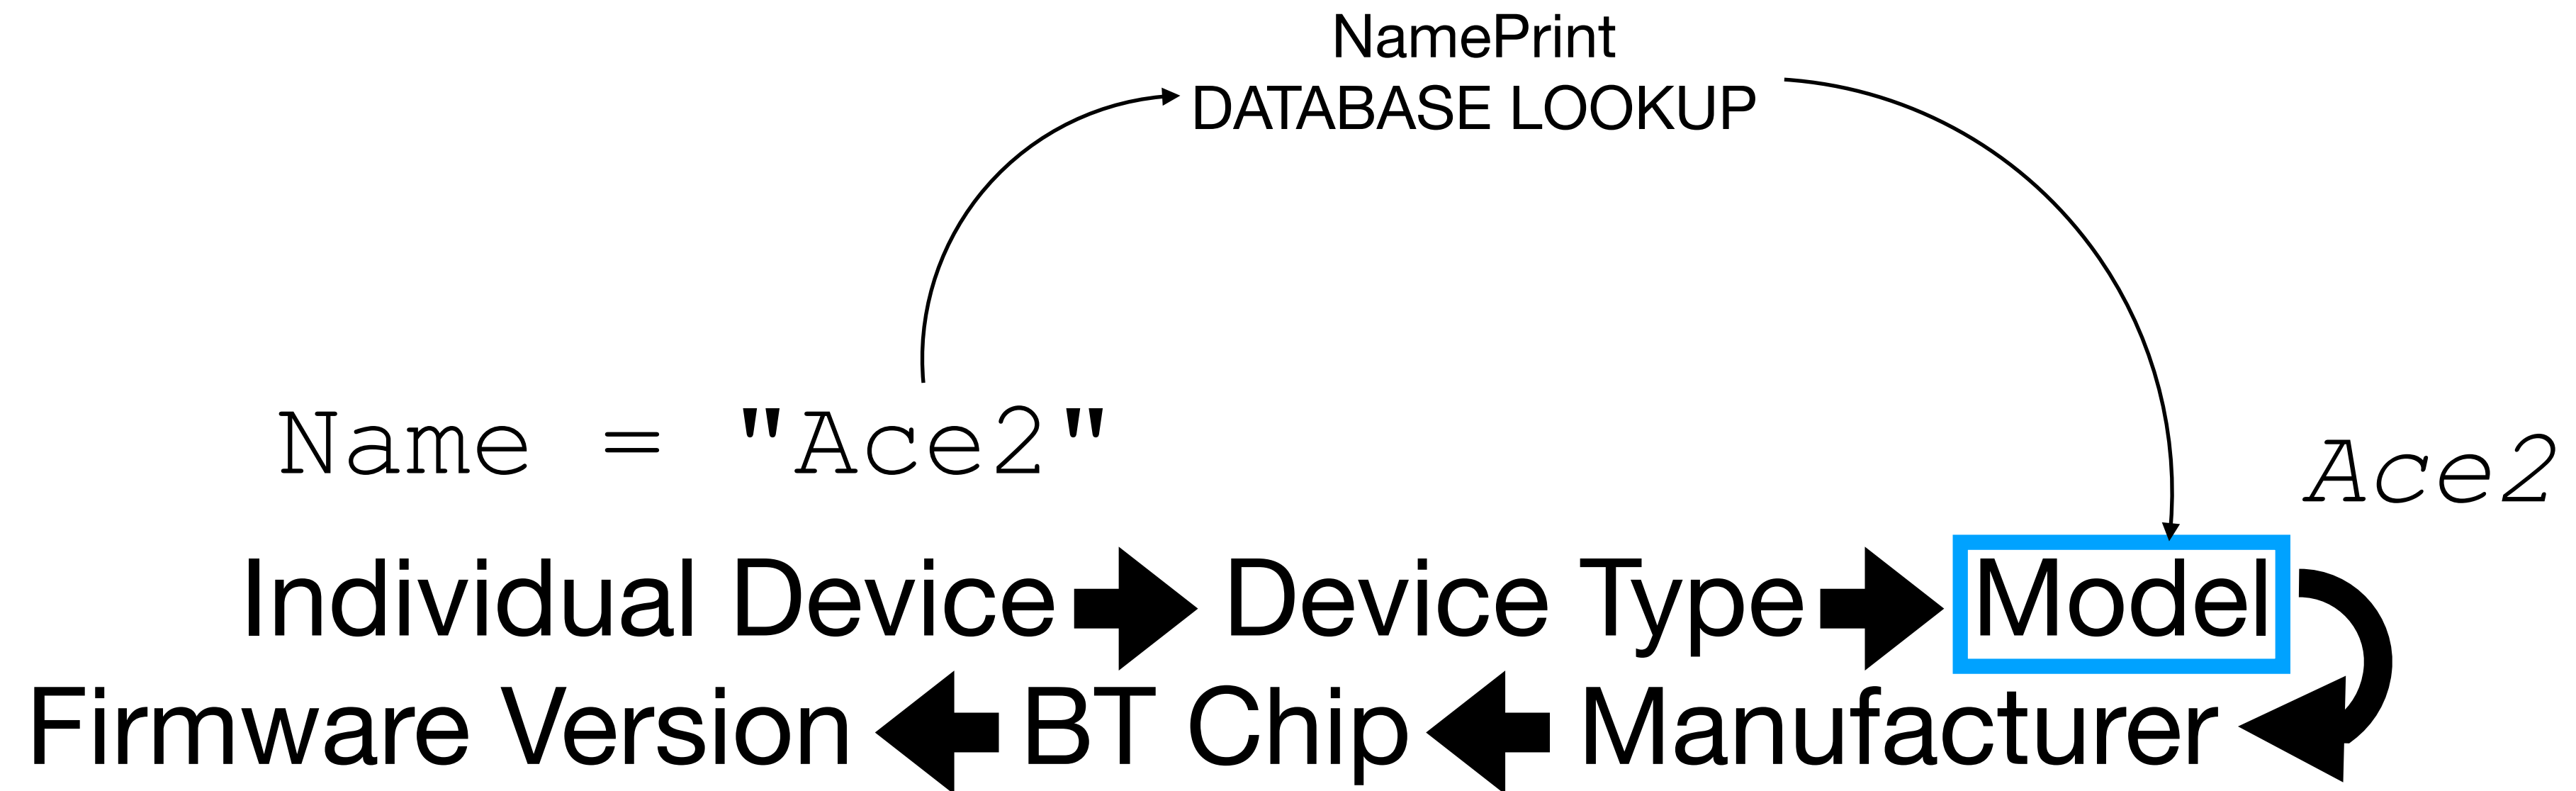 NamePrint
DATABASE LOOKUP
Name = "Ace2"
Ace2
Individual Device Device Type Model
Firmware Version BT Chip Manufacturer